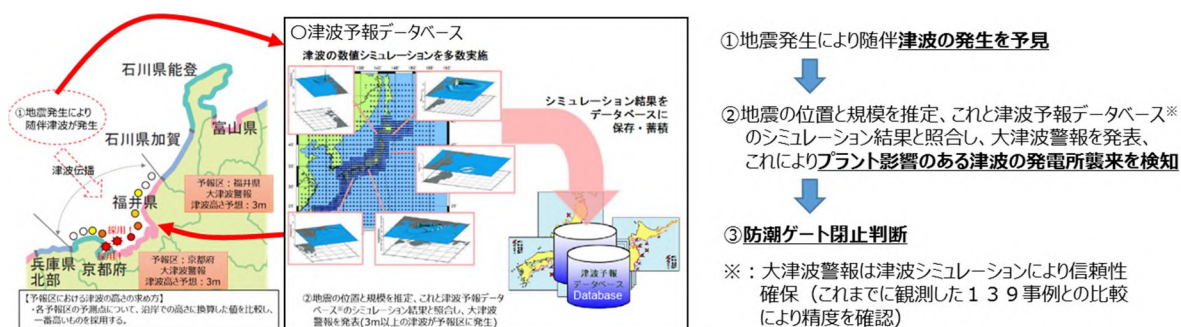 石川県能登
①地震発生により
随伴津波が発生
石川県加賀
富山県
津波伝播
予報区：福井県
大津波警報
津波高さ予想：3m
福井県
採用！
採用！
兵庫県
北部
京都府
予報区：京都府
大津波警報
津波高さ予想：3m
【予報区における津波の高さの求め方】
・各予報区の予測点について、沿岸での高さに換算した値を比較し、
一番高いものを採用する。
○津波予報データベース
津波の数値シミュレーションを多数実施
シミュレーション結果を
データベースに
保存・蓄積
津波予報
データベース
Database
②地震の位置と規模を推定、これと津波予報データ
ベース※のシミュレーション結果と照合し、大津波
警報を発表(3m以上の津波が予報区に発生)
①地震発生により随伴津波の発生を予見
②地震の位置と規模を推定、これと津波予報データベース※
のシミュレーション結果と照合し、大津波警報を発表、
これによりプラント影響のある津波の発電所襲来を検知
③防潮ゲート閉止判断
※：大津波警報は津波シミュレーションにより信頼性
確保（これまでに観測した１３９事例との比較
により精度を確認）